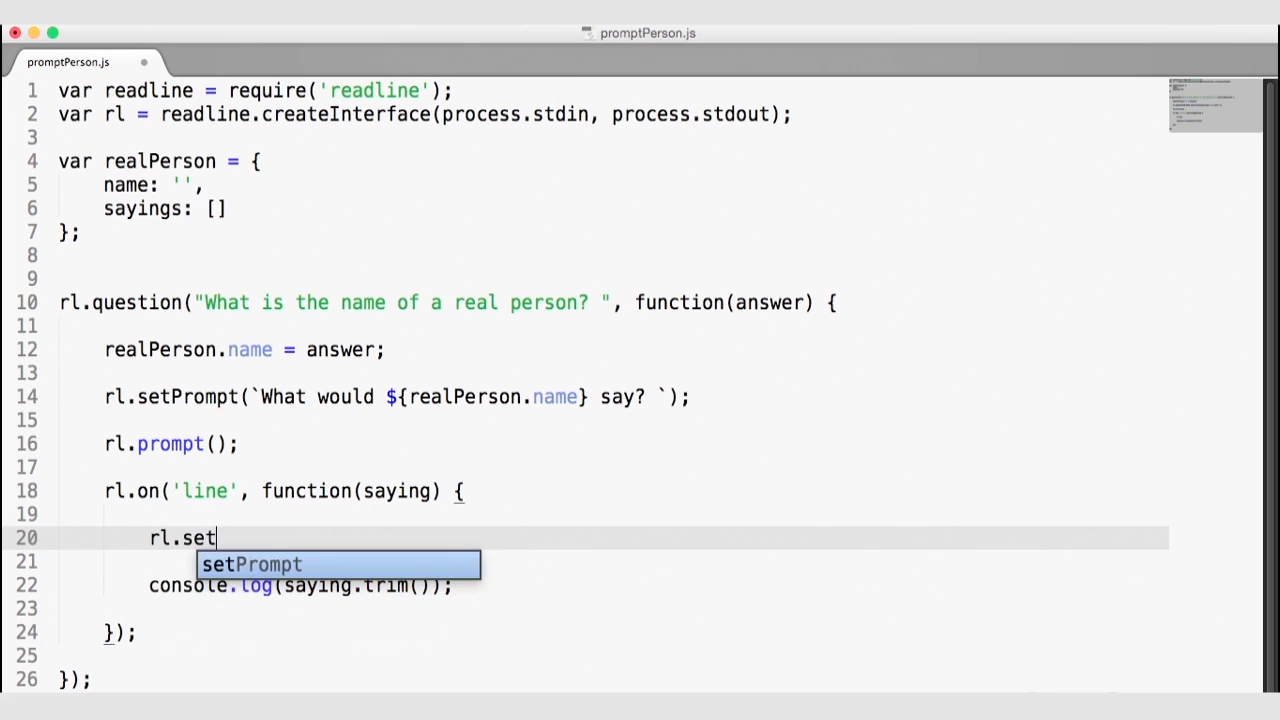 promptPerson.js
promptPerson.js
1 var readline = require('readline');
2 var rl = readline.createInterface(process.stdin, process.stdout);
3
4 var realPerson = {
5 name: '',
6 sayings: []
7 };
8
9
10 rl.question("What is the name of a real person? ", function(answer) {
11
12 realPerson.name = answer;
13
14 rl.setPrompt(`What would ${realPerson.name} say? `);
15
16 rl.prompt();
17
18 rl.on('line', function(saying) {
19
20 rl.set
21 setPrompt
22 console.log(saying.trim());
23
24 });
25
26 });